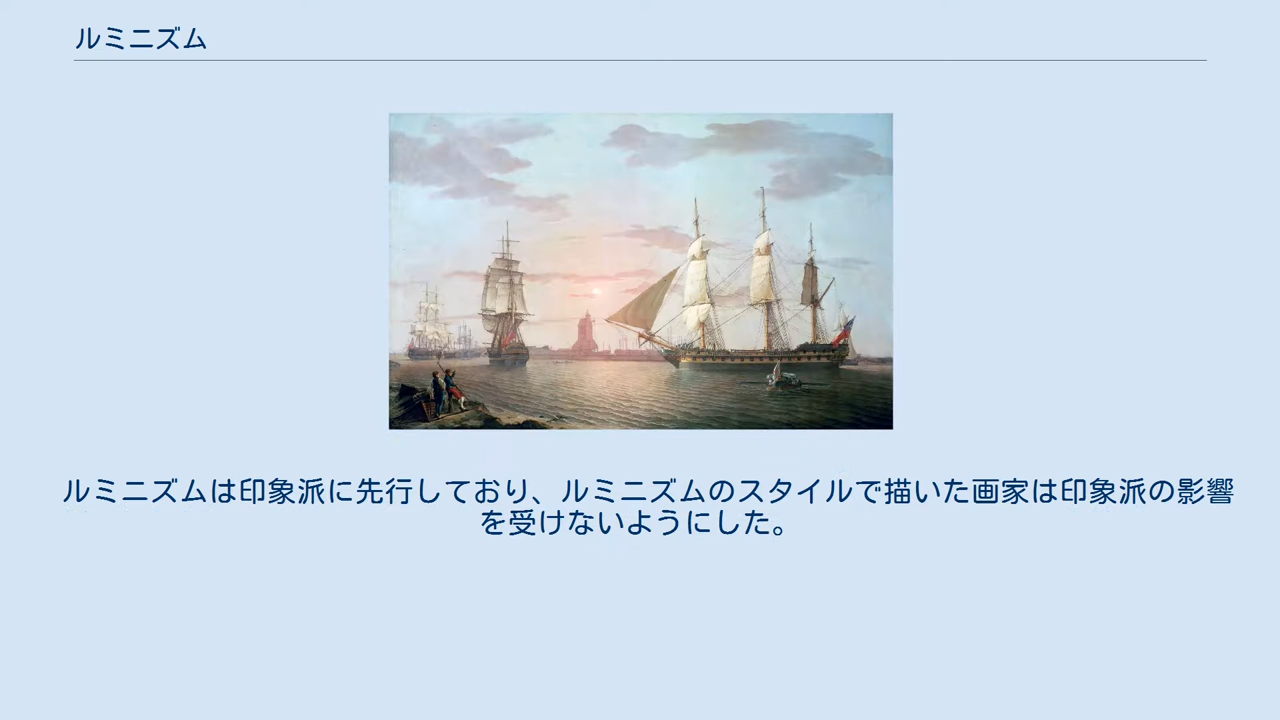 ルミニズム
ルミニズムは印象派に先行しており、ルミニズムのスタイルで描いた画家は印象派の影響
を受けないようにした。